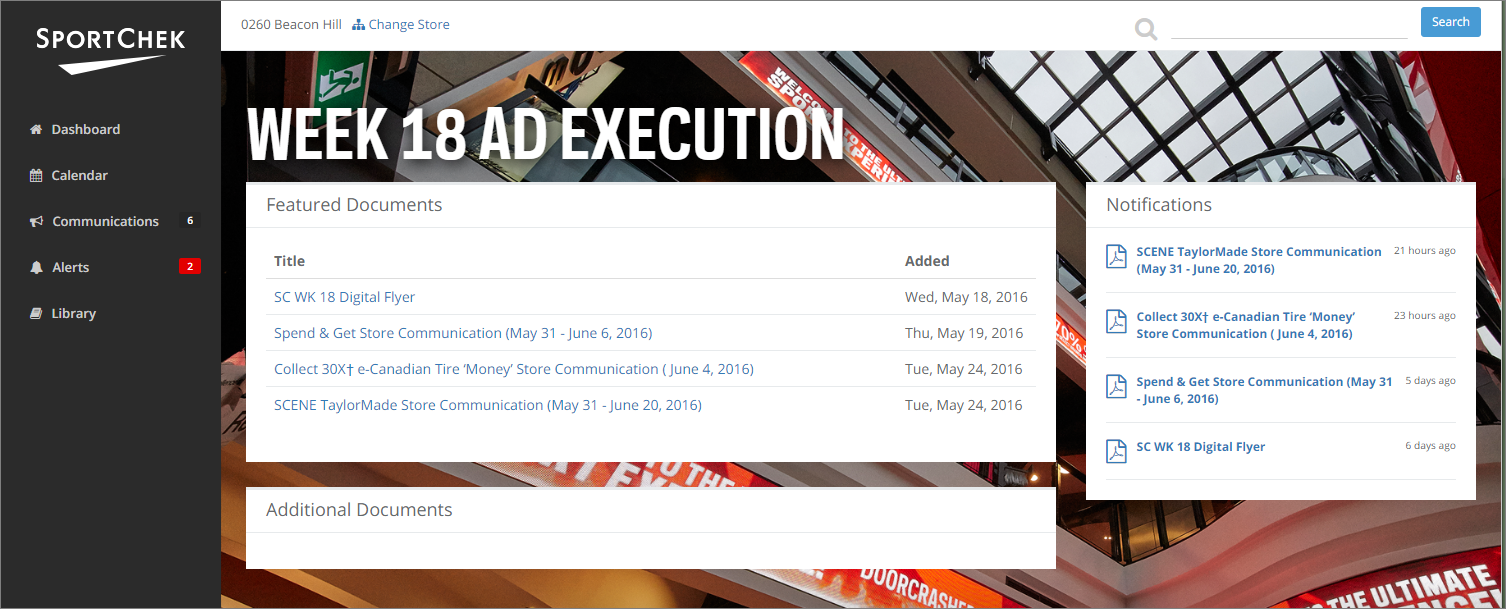 SPORTCHEK
0260 Beacon Hill Change Store
Search
Dashboard
Calendar
Communications 6
Alerts 2
Library
WEEK 18 AD EXECUTION
Featured Documents
Title Added
SC WK 18 Digital Flyer Wed, May 18, 2016
Spend & Get Store Communication (May 31 - June 6, 2016) Thu, May 19, 2016
Collect 30X† e-Canadian Tire ‘Money’ Store Communication ( June 4, 2016) Tue, May 24, 2016
SCENE TaylorMade Store Communication (May 31 - June 20, 2016) Tue, May 24, 2016
Additional Documents
Notifications
SCENE TaylorMade Store Communication 21 hours ago
(May 31 - June 20, 2016)
Collect 30X† e-Canadian Tire ‘Money’ 23 hours ago
Store Communication ( June 4, 2016)
Spend & Get Store Communication (May 31 5 days ago
- June 6, 2016)
SC WK 18 Digital Flyer 6 days ago
TO THE
DOORCRASHE
THE ULTIMATE